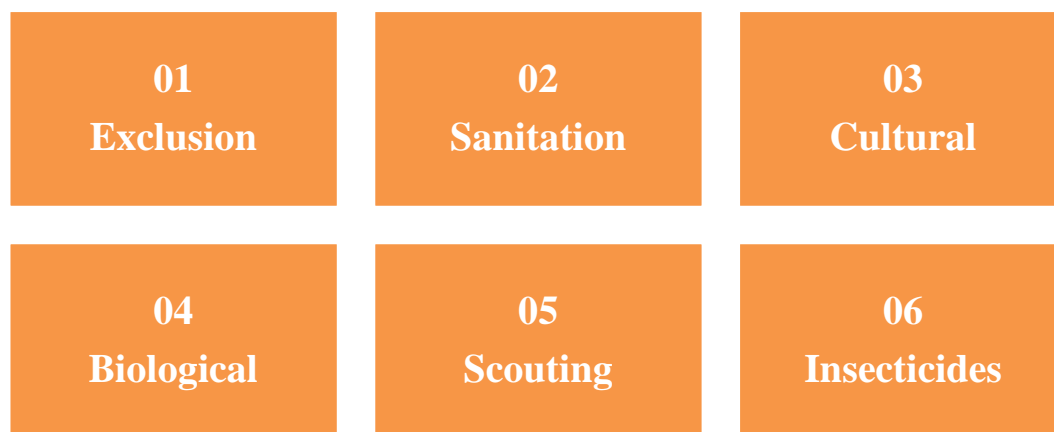 01
Exclusion
02
Sanitation
03
Cultural
04
Biological
05
Scouting
06
Insecticides